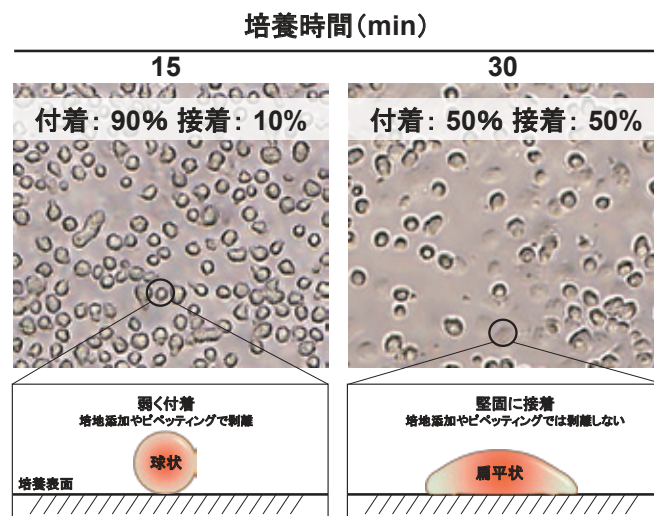 培養時間（min）
15
30
付着：90% 接着：10%
付着：50% 接着：50%
弱く付着
培地添加やピペッティングで剥離
球状
培養表面
堅固に接着
培地添加やピペッティングでは剥離しない
扁平状